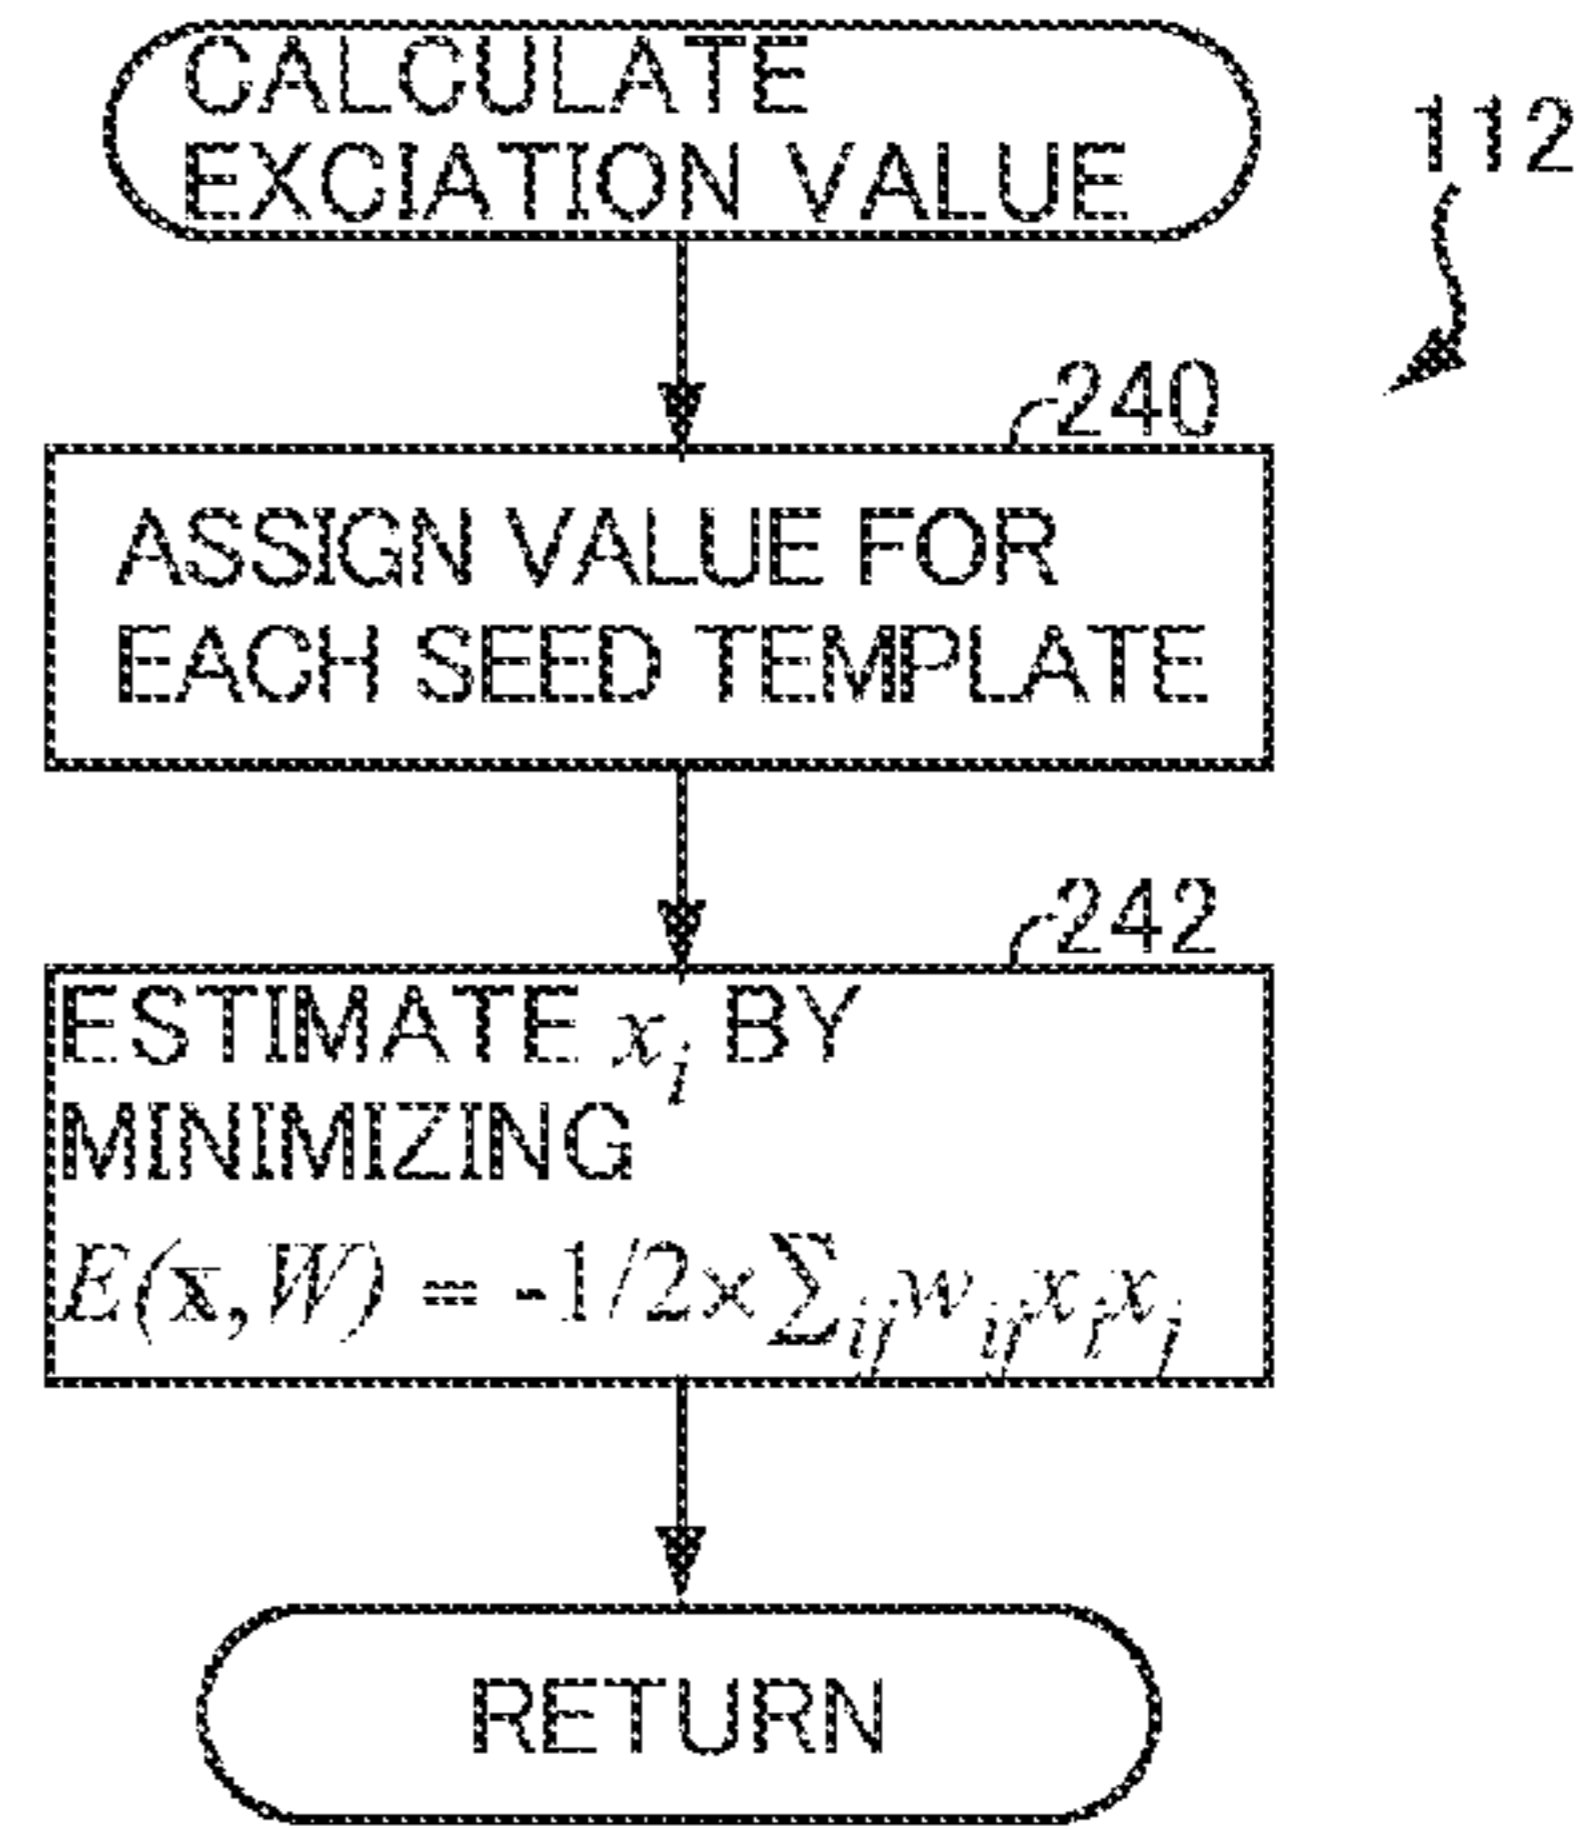 CALCULATE
EXCIATION VALUE
112
240
ASSIGN VALUE FOR
EACH SEED TEMPLATE
242
ESTIMATE x_i BY
MINIMIZING
E(x, W) = -1/2×∑_ij w_ij x_i x_j
RETURN